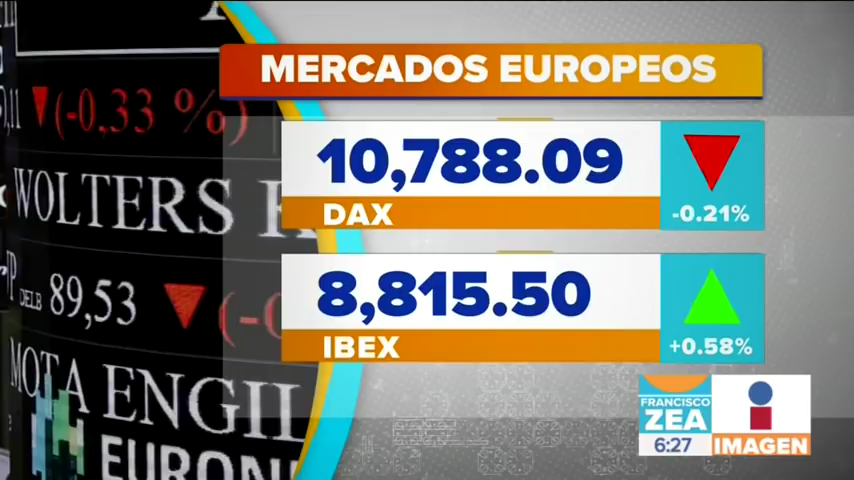 MERCADOS EUROPEOS
10,788.09
DAX
-0.21%
8,815.50
IBEX
+0.58%
FRANCISCO
ZEA
6:27
IMAGEN
(-0.33 %)
WOLTERS K
89,53
MOTA ENGIL
EURON